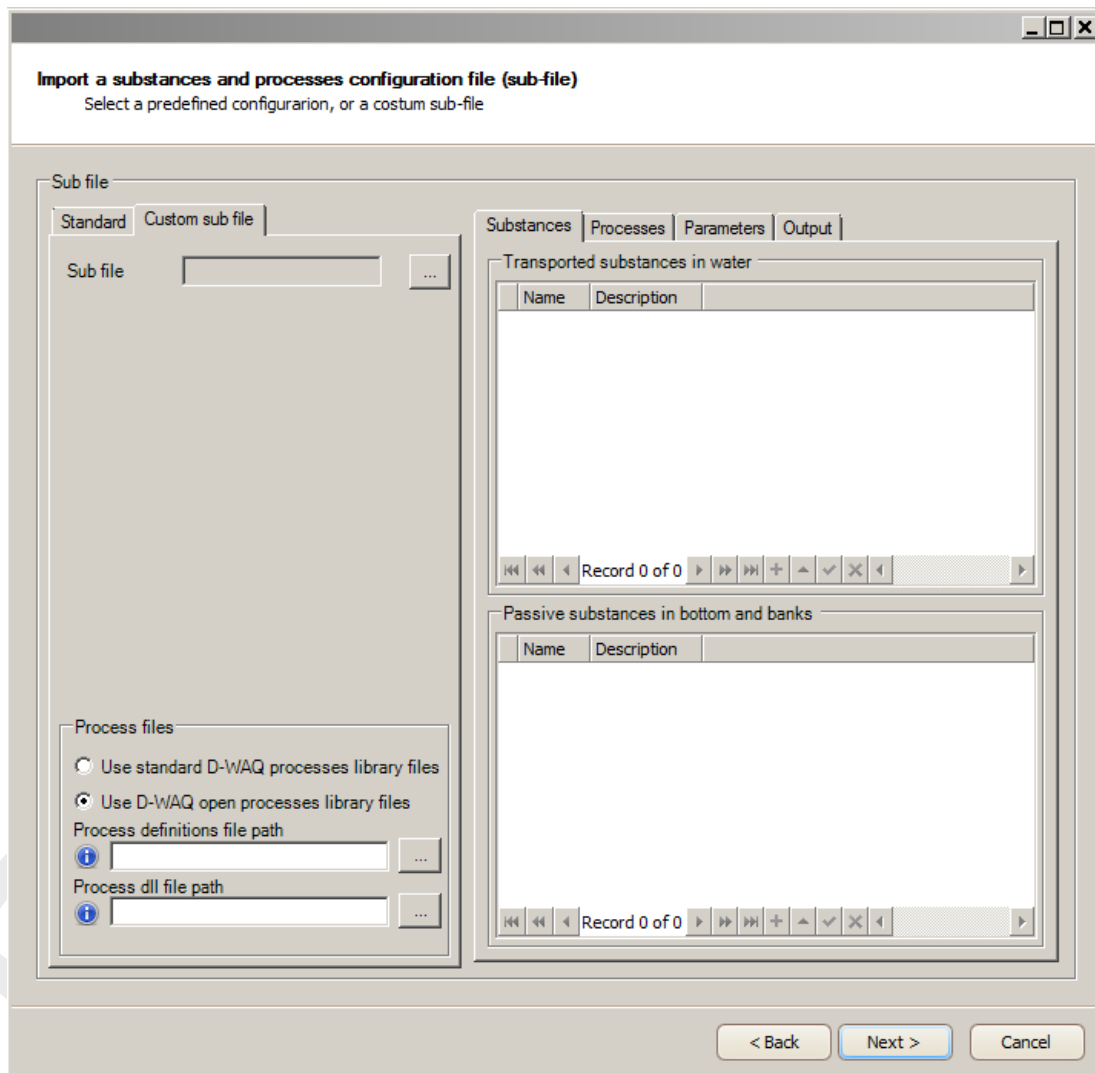 Import a substances and processes configuration file (sub-file)
Select a predefined configurarion, or a costum sub-file
Sub file
Standard Custom sub file
Sub file ...
Process files
Use standard D-WAQ processes library files
Use D-WAQ open processes library files
Process definitions file path
...
Process dll file path
...
Substances Processes Parameters Output
Transported substances in water
Name Description
Record 0 of 0
Passive substances in bottom and banks
Name Description
Record 0 of 0
< Back Next > Cancel